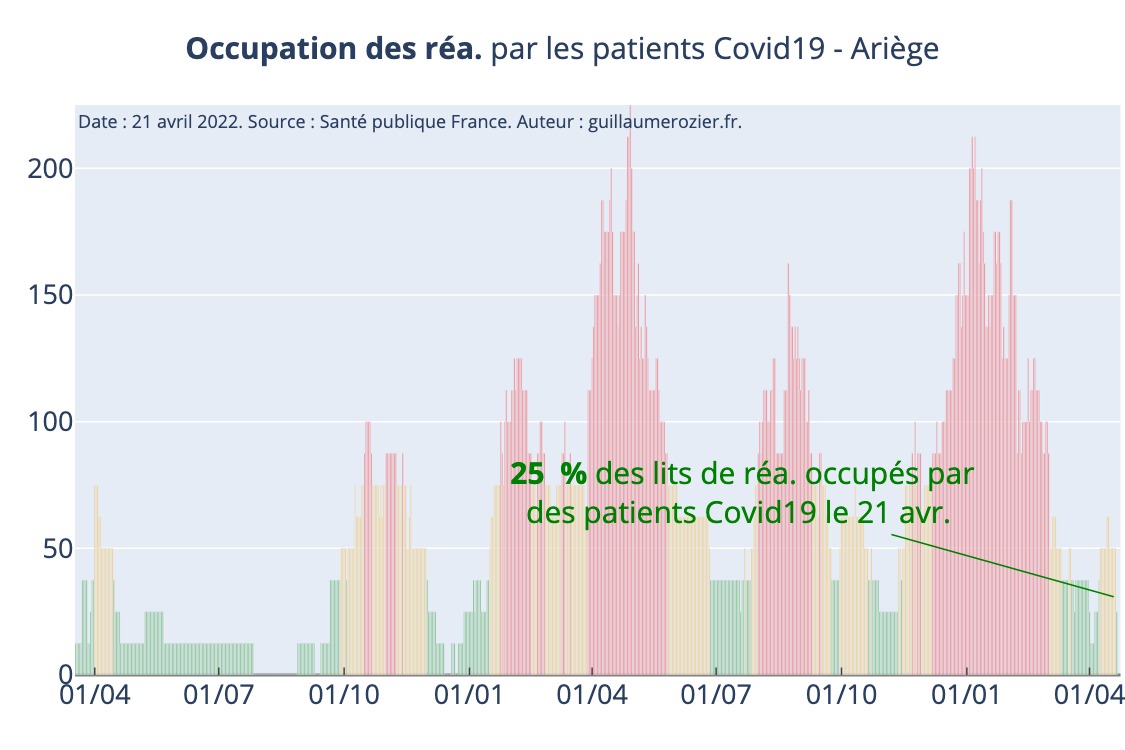 Occupation des réa. par les patients Covid19 - Ariège
Date : 21 avril 2022. Source : Santé publique France. Auteur : guillaumerozier.fr.
200
150
100
25 % des lits de réa. occupés par
des patients Covid19 le 21 avr.
50
0
01/04 01/07 01/10 01/01 01/04 01/07 01/10 01/01 01/04